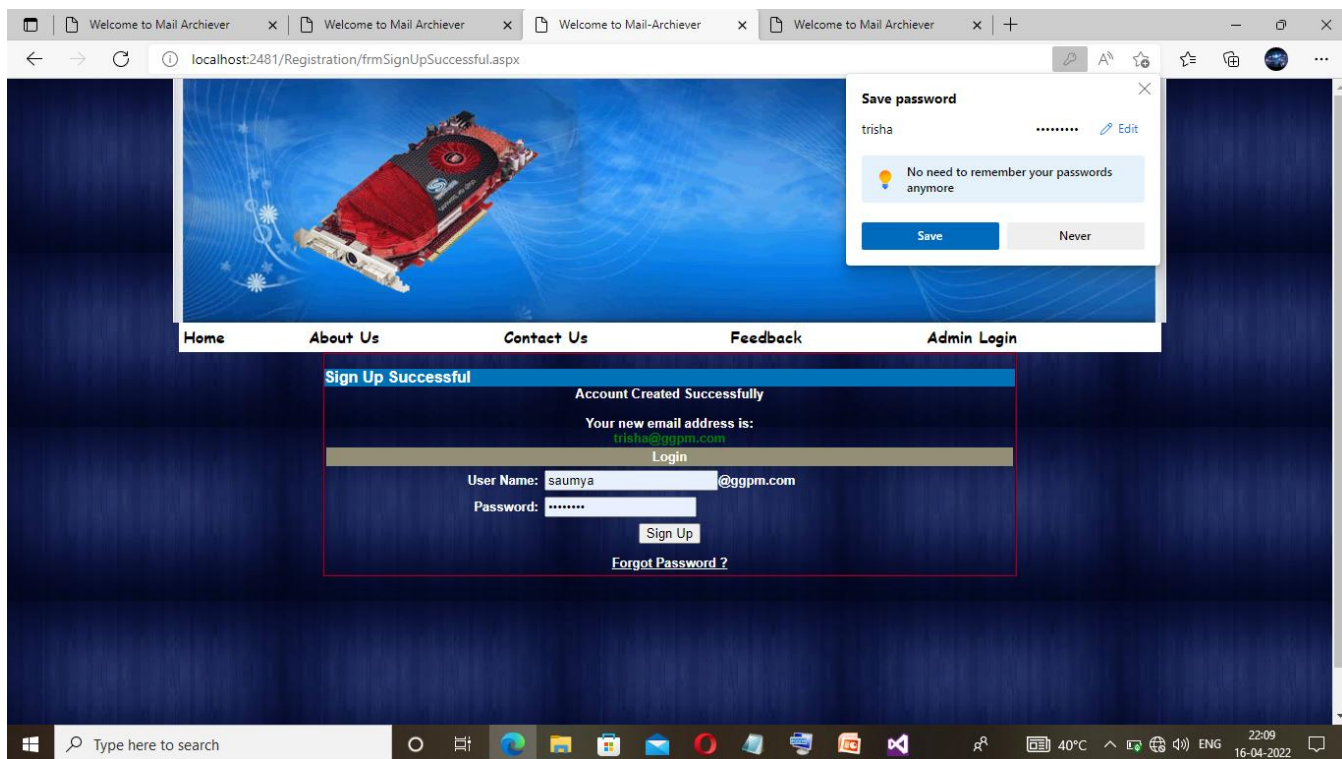 Welcome to Mail Archiever
Welcome to Mail Archiever
Welcome to Mail-Archiever
Welcome to Mail Archiever
localhost:2481/Registration/frmSignUpSuccessful.aspx
Save password
trisha ••••••••• Edit
No need to remember your passwords
anymore
Save Never
Home About Us Contact Us Feedback Admin Login
Sign Up Successful
Account Created Successfully
Your new email address is:
trisha@ggpm.com
Login
User Name: saumya @ggpm.com
Password: ••••••••
Sign Up
Forgot Password ?
Type here to search
40°C ENG 22:09
16-04-2022